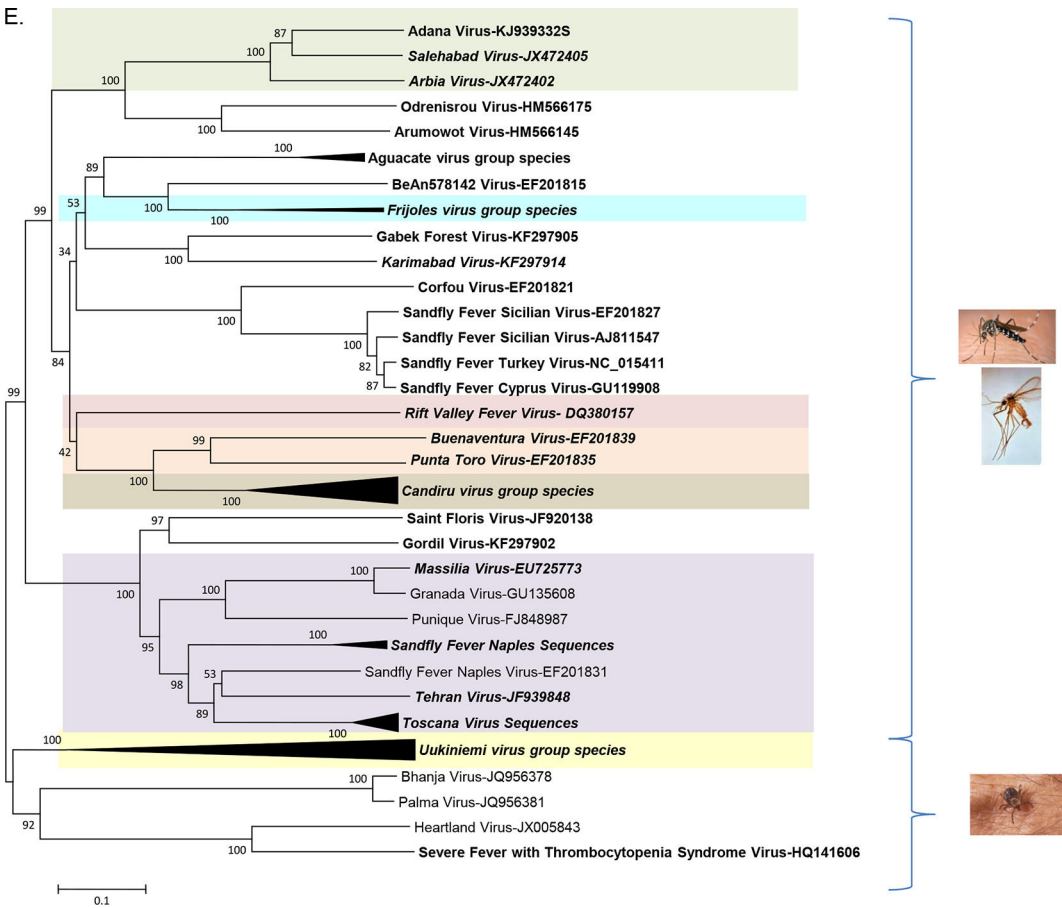 E.
Adana Virus-KJ939332S
87
Salehabad Virus-JX472405
100
Arbia Virus-JX472402
100
Odrenisrou Virus-HM566175
100
Arumowot Virus-HM566145
100
Aguacate virus group species
89
BeAn578142 Virus-EF201815
53
100
Frijoles virus group species
100
99
Gabek Forest Virus-KF297905
34
100
Karimabad Virus-KF297914
Corfou Virus-EF201821
Sandfly Fever Sicilian Virus-EF201827
100
100
Sandfly Fever Sicilian Virus-AJ811547
84
82
Sandfly Fever Turkey Virus-NC_015411
87
Sandfly Fever Cyprus Virus-GU119908
99
Rift Valley Fever Virus- DQ380157
42
99
Buenaventura Virus-EF201839
Punta Toro Virus-EF201835
100
Candiru virus group species
100
97
Saint Floris Virus-JF920138
Gordil Virus-KF297902
100
Massilia Virus-EU725773
100
100
Granada Virus-GU135608
Punique Virus-FJ848987
95
100
Sandfly Fever Naples Sequences
98
53
Sandfly Fever Naples Virus-EF201831
Tehran Virus-JF939848
89
Toscana Virus Sequences
100
100
Uukiniemi virus group species
100
Bhanja Virus-JQ956378
Palma Virus-JQ956381
92
Heartland Virus-JX005843
100
Severe Fever with Thrombocytopenia Syndrome Virus-HQ141606
0.1